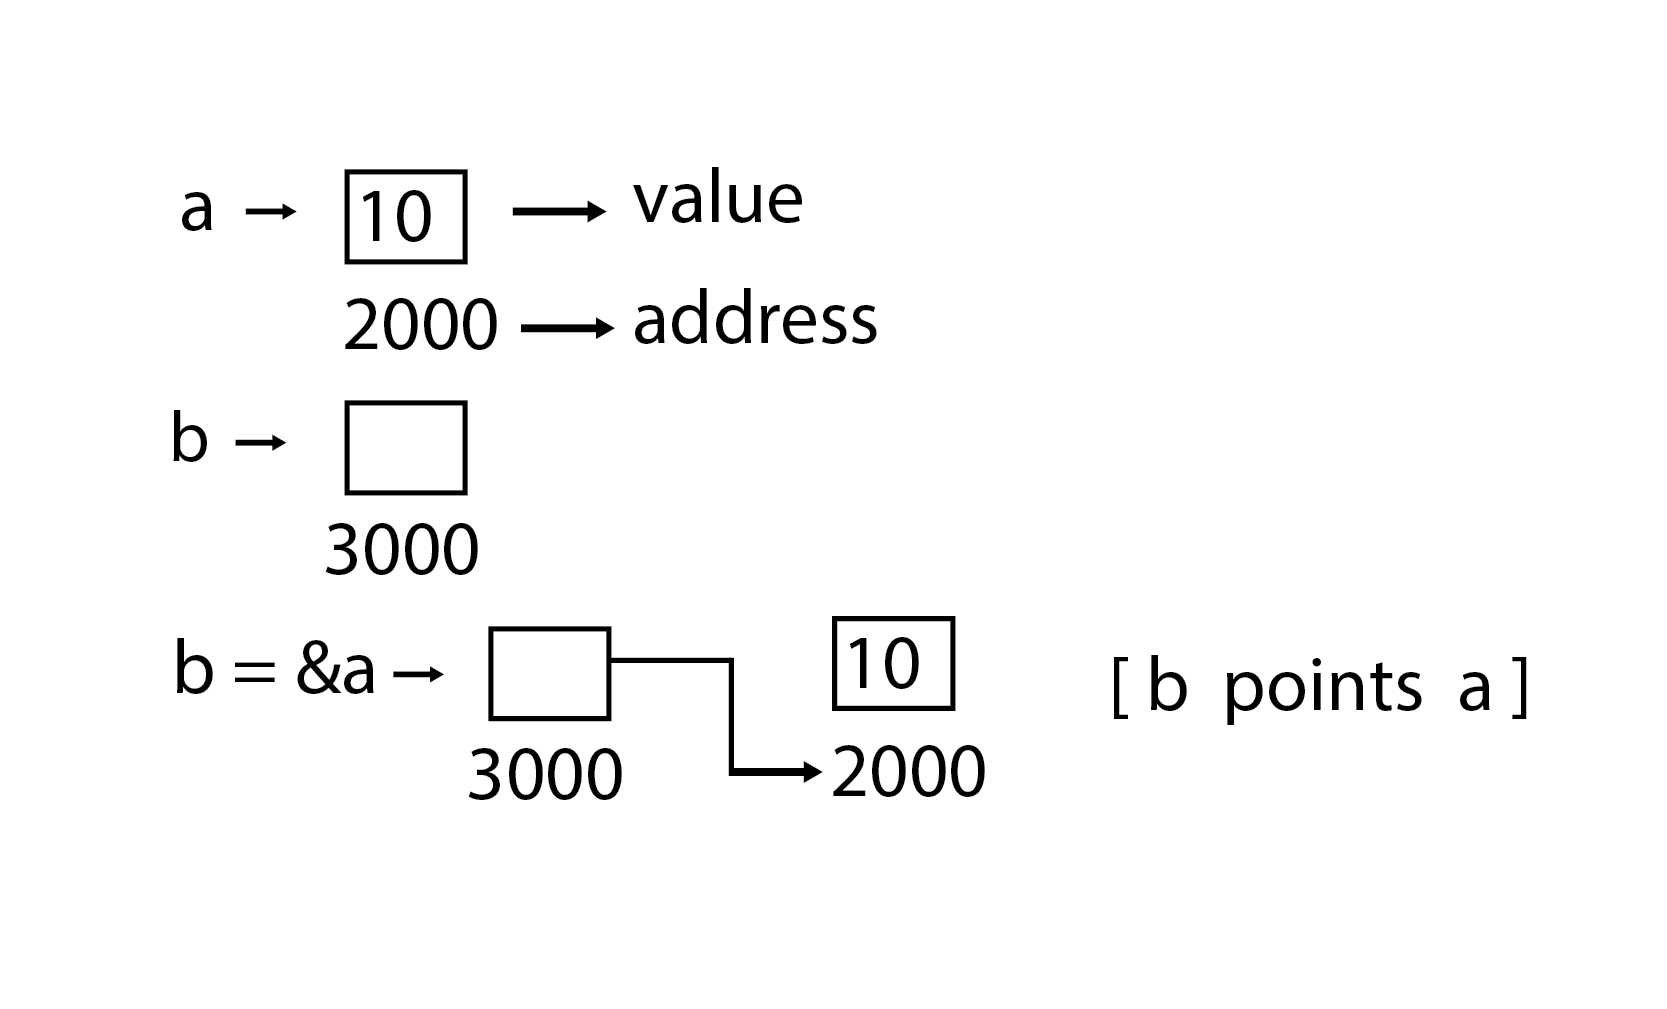 a → 10 → value
2000 → address
b →
3000
b = &a → 10 [ b points a ]
3000 2000